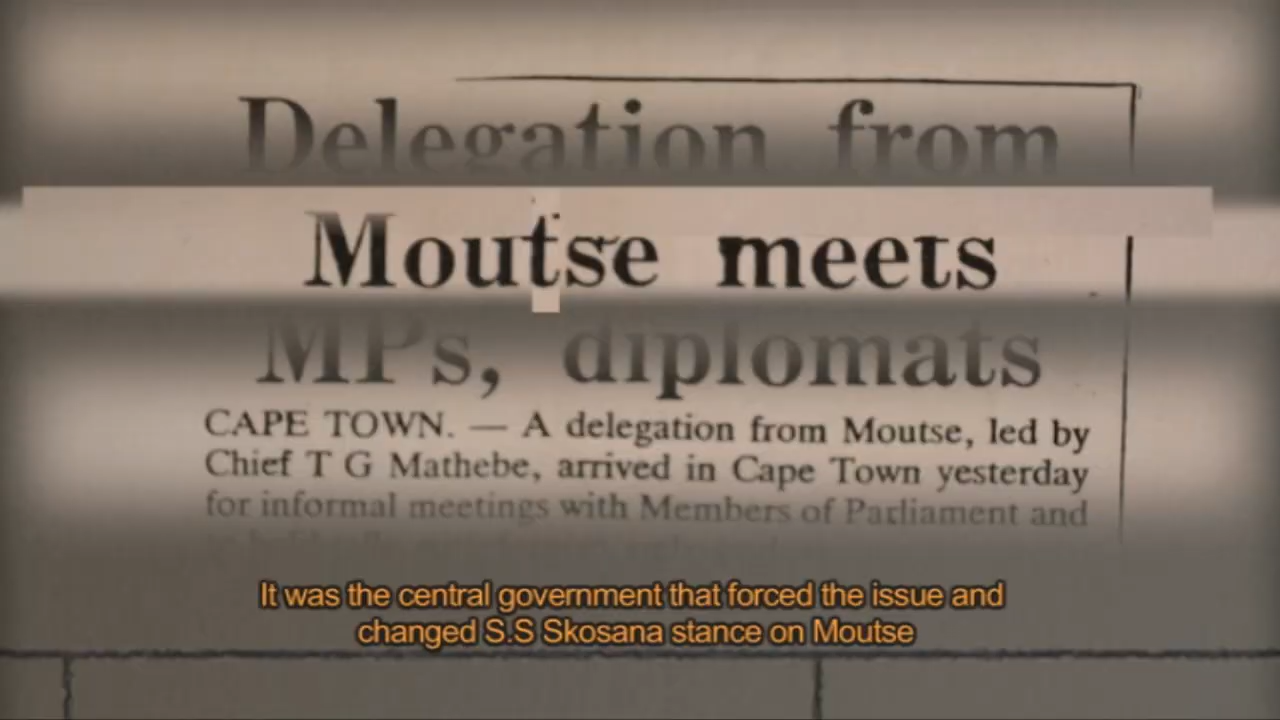 Delegation from
Moutse meets
MPs, diplomats
CAPE TOWN. — A delegation from Moutse, led by
Chief T G Mathebe, arrived in Cape Town yesterday
for informal meetings with Members of Parliament and
It was the central government that forced the issue and
changed S.S Skosana stance on Moutse